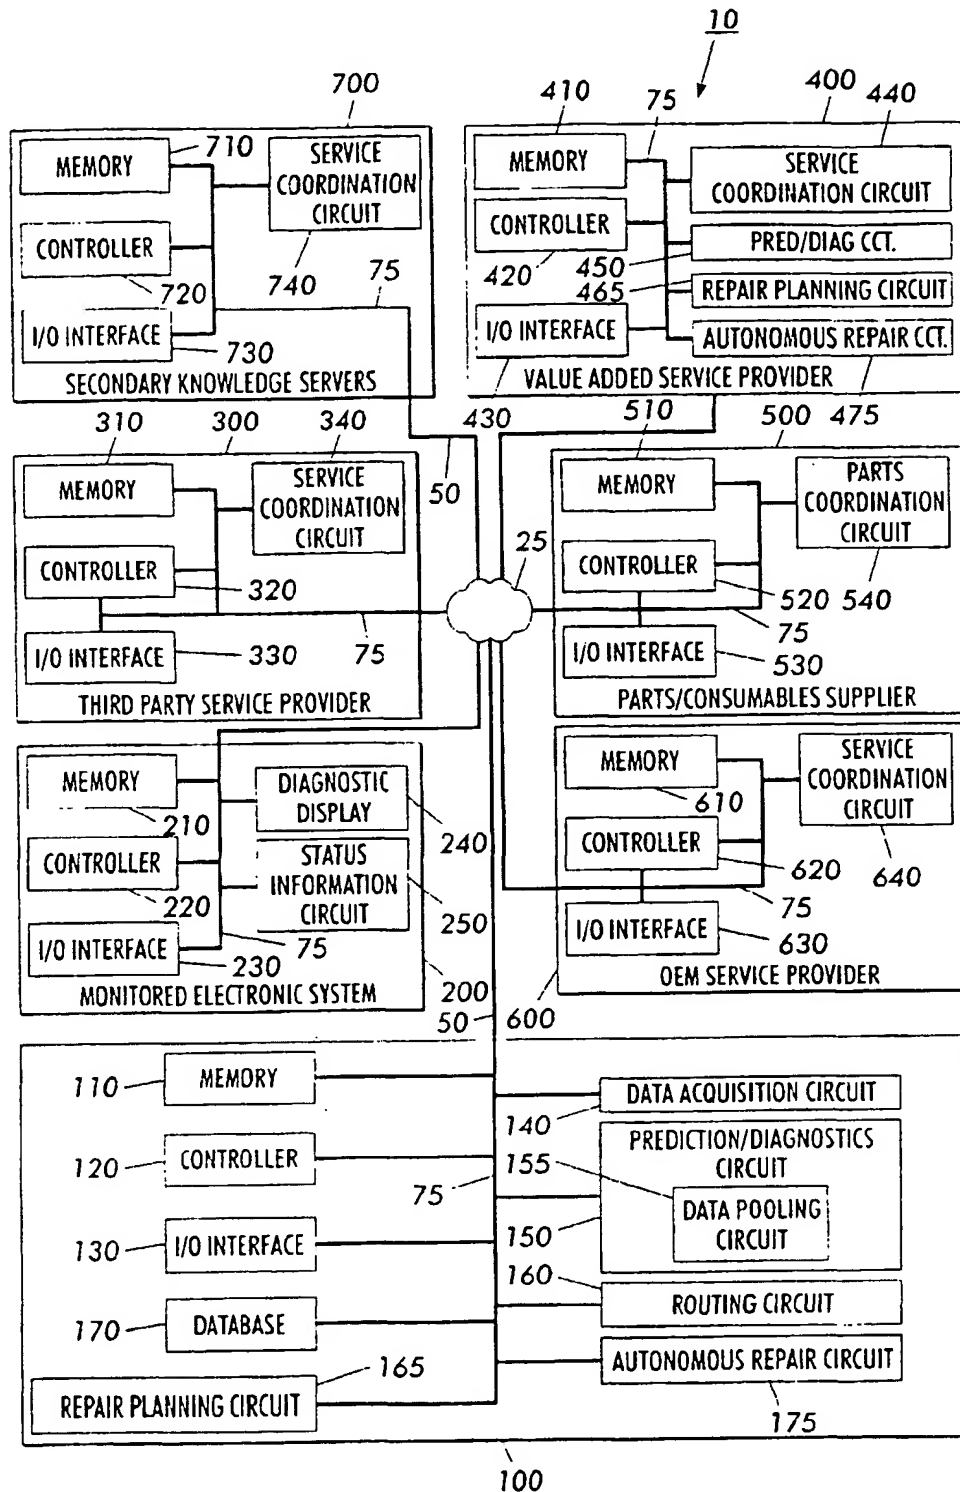 10
700
710
MEMORY
SERVICE
COORDINATION
CIRCUIT
CONTROLLER
720
740
75
I/O INTERFACE
730
SECONDARY KNOWLEDGE SERVERS
410
75
400
440
MEMORY
SERVICE
COORDINATION CIRCUIT
CONTROLLER
420
450
PRED/DIAG CCT.
465
REPAIR PLANNING CIRCUIT
I/O INTERFACE
AUTONOMOUS REPAIR CCT.
VALUE ADDED SERVICE PROVIDER
430
475
310
300
340
50
MEMORY
SERVICE
COORDINATION
CIRCUIT
CONTROLLER
320
I/O INTERFACE
330
75
THIRD PARTY SERVICE PROVIDER
25
510
500
MEMORY
PARTS
COORDINATION
CIRCUIT
CONTROLLER
520
540
75
I/O INTERFACE
530
PARTS/CONSUMABLES SUPPLIER
MEMORY
210
DIAGNOSTIC
DISPLAY
240
CONTROLLER
220
STATUS
INFORMATION
CIRCUIT
250
I/O INTERFACE
230
75
MONITORED ELECTRONIC SYSTEM
200
MEMORY
610
SERVICE
COORDINATION
CIRCUIT
CONTROLLER
620
640
75
I/O INTERFACE
630
OEM SERVICE PROVIDER
600
50
110
MEMORY
120
CONTROLLER
75
130
I/O INTERFACE
170
DATABASE
165
REPAIR PLANNING CIRCUIT
DATA ACQUISITION CIRCUIT
140
PREDICTION/DIAGNOSTICS
CIRCUIT
155
DATA POOLING
CIRCUIT
150
160
ROUTING CIRCUIT
AUTONOMOUS REPAIR CIRCUIT
175
100